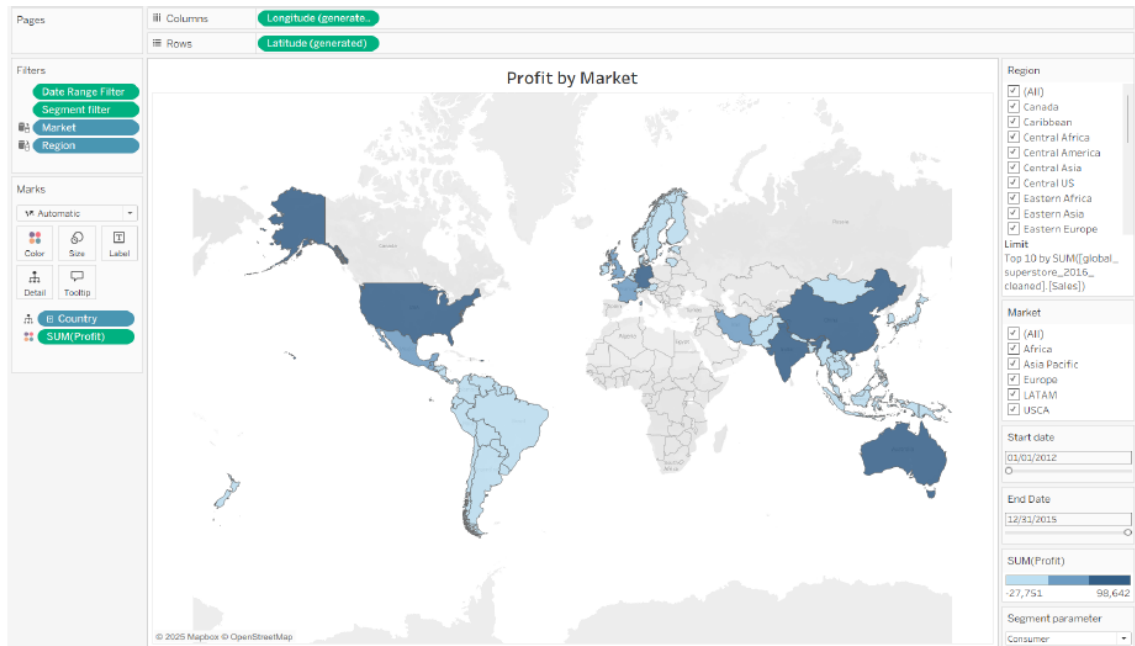 Pages
Columns
Longitude (generate..
Rows
Latitude (generated)
Filters
Date Range Filter
Segment filter
Market
Region
Marks
Automatic
Color
Size
Label
Detail
Tooltip
Country
SUM(Profit)
Profit by Market
Canada
Algeria
South
Africa
© 2025 Mapbox © OpenStreetMap
Region
(All)
Canada
Caribbean
Central Africa
Central America
Central Asia
Central US
Eastern Africa
Eastern Asia
Eastern Europe
Limit
Top 10 by SUM([global_
superstore_2016_
cleaned].[Sales])
Market
(All)
Africa
Asia Pacific
Europe
LATAM
USCA
Start date
01/01/2012
End Date
12/31/2015
SUM(Profit)
-27,751
98,642
Segment parameter
Consumer